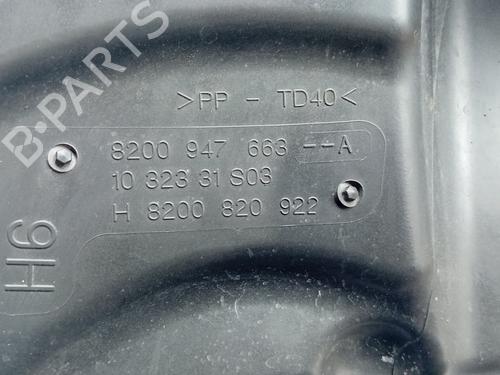 >PP - TD40<
8200 947 663 --A
10 323 31 S03
H 8200 820 922
H6
B-PARTS